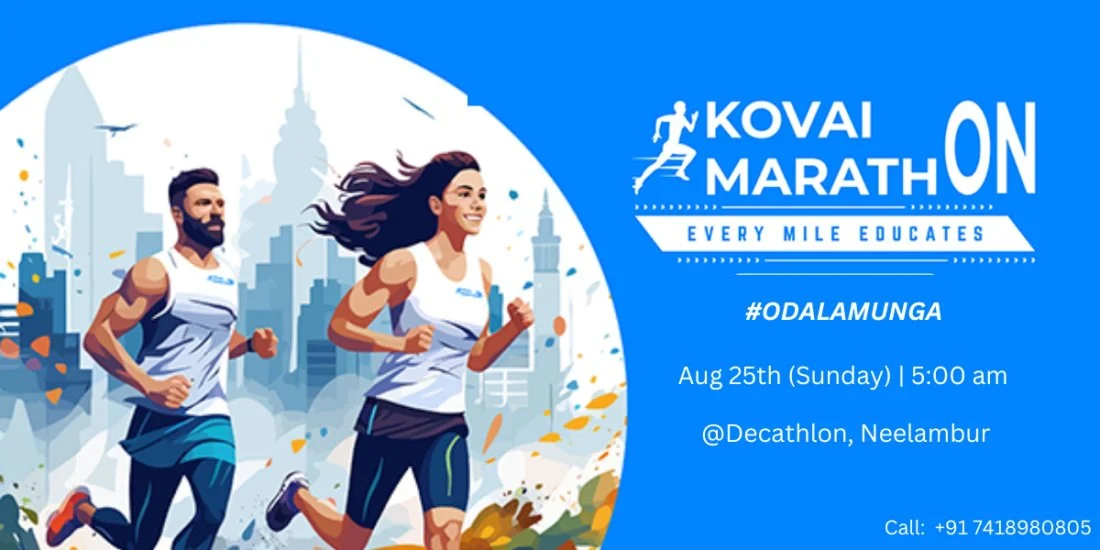 KOVAI
MARATHON
EVERY MILE EDUCATES
#ODALAMUNGA
Aug 25th (Sunday) | 5:00 am
@Decathlon, Neelambur
Call: +91 7418980805